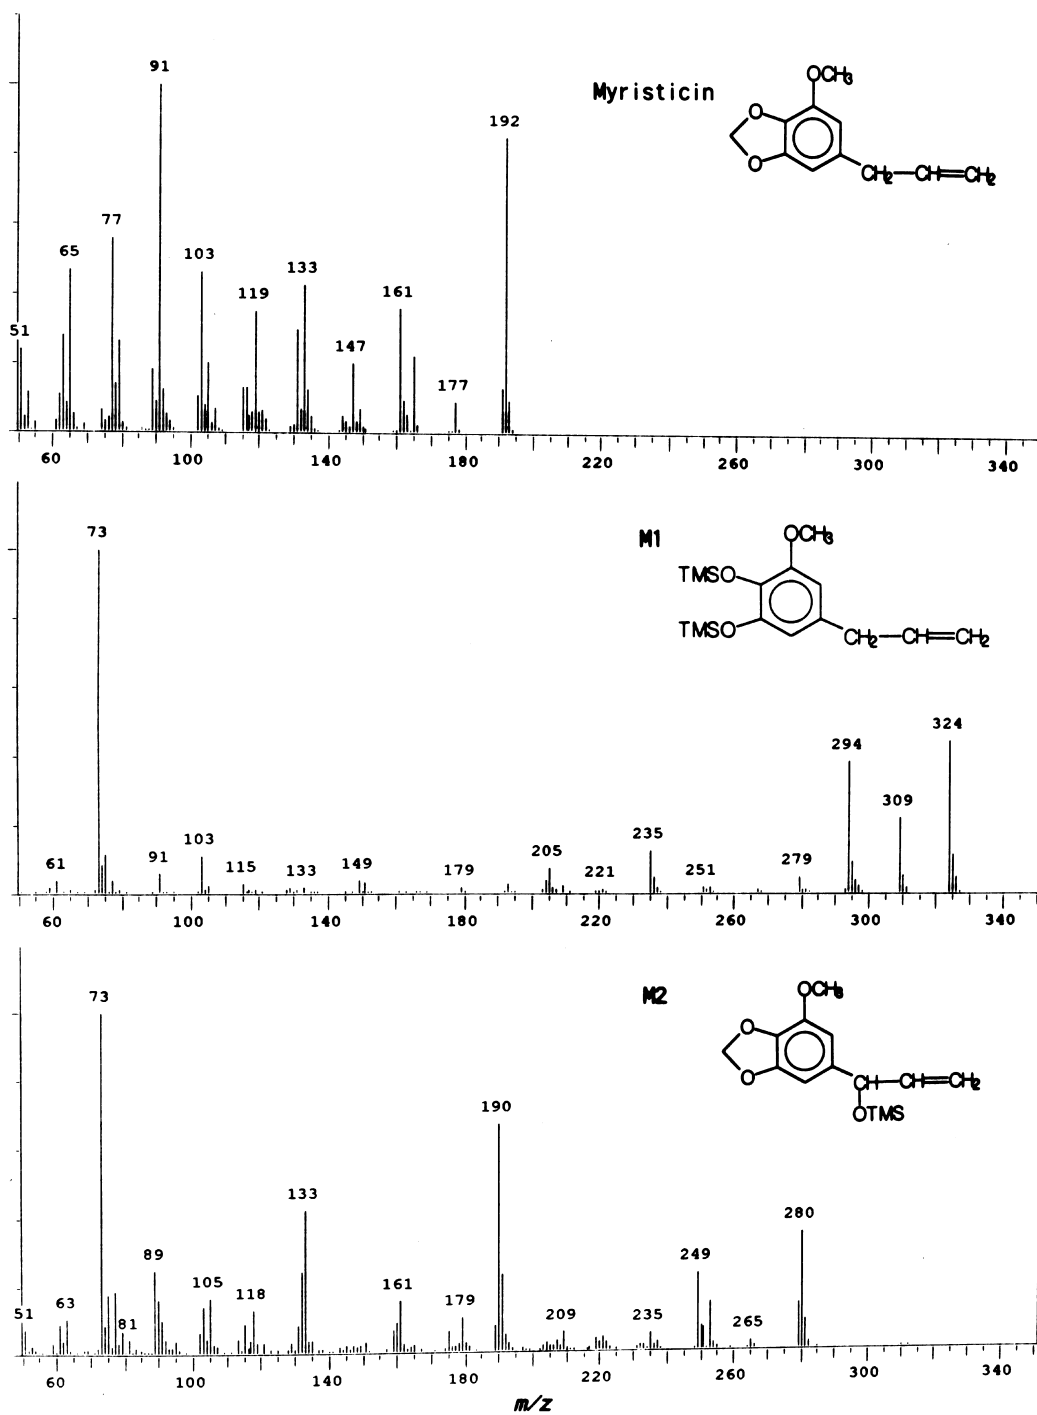 91
Myristicin
OCH3
192
O
O
CH2—CH=CH2
77
65
103
133
119
161
51
147
177
60 100 140 180 220 260 300 340
73
M1
OCH3
TMSO
TMSO
CH2—CH=CH2
324
294
309
235
103
205
61
91
115
133
149
179
221
251
279
60 100 140 180 220 260 300 340
73
M2
OCH3
O
O
CH—CH=CH2
OTMS
190
133
280
89
249
105
161
118
179
51
63
81
209
235
265
60 100 140 180 220 260 300 340
m/z